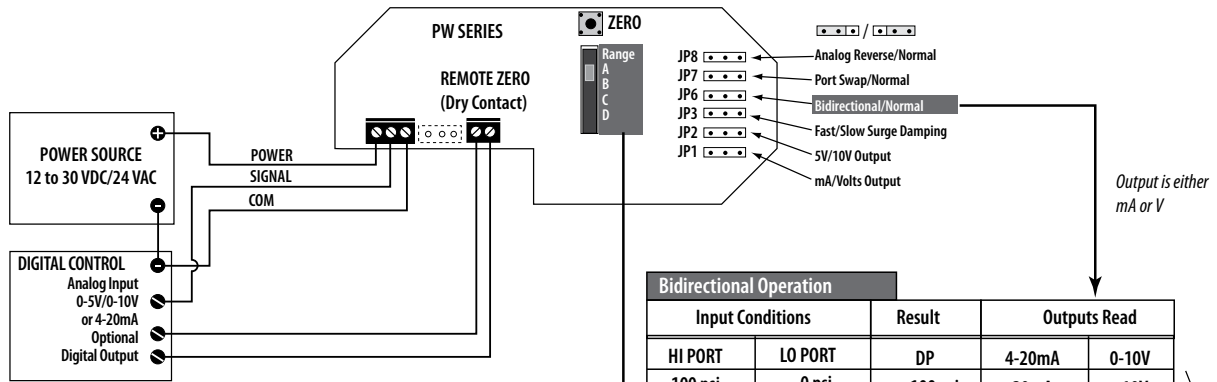 PW SERIES
ZERO
REMOTE ZERO
(Dry Contact)
Range
A
B
C
D
/
JP8
Analog Reverse/Normal
JP7
Port Swap/Normal
JP6
Bidirectional/Normal
JP3
Fast/Slow Surge Damping
JP2
5V/10V Output
JP1
mA/Volts Output
POWER SOURCE
12 to 30 VDC/24 VAC
POWER
SIGNAL
COM
Output is either
mA or V
DIGITAL CONTROL
Analog Input
0-5V/0-10V
or 4-20mA
Optional
Digital Output
Bidirectional Operation
Input Conditions Result Outputs Read
HI PORT LO PORT DP 4-20mA 0-10V